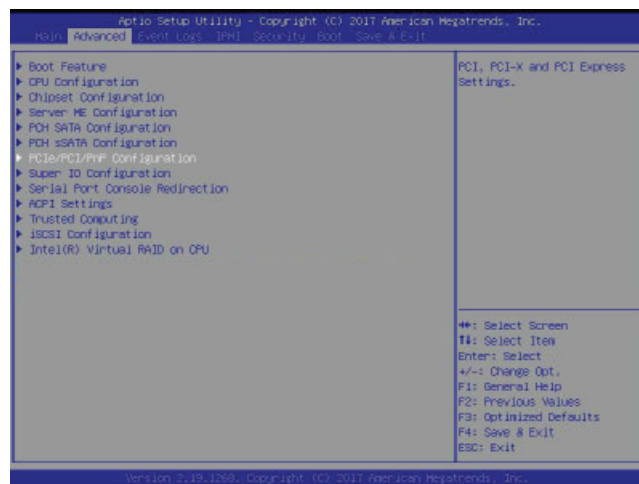 Aptio Setup Utility - Copyright (C) 2017 American Megatrends, Inc.
Main Advanced Event Logs IPMI Security Boot Save & Exit
Boot Feature
CPU Configuration
Chipset Configuration
Server ME Configuration
PCH SATA Configuration
PCH sSATA Configuration
PCIe/PCI/PnP Configuration
Super IO Configuration
Serial Port Console Redirection
ACPI Settings
Trusted Computing
iSCSI Configuration
Intel(R) Virtual RAID on CPU
PCI, PCI-X and PCI Express
Settings.
↔: Select Screen
↑↓: Select Item
Enter: Select
+/-: Change Opt.
F1: General Help
F2: Previous Values
F3: Optimized Defaults
F4: Save & Exit
ESC: Exit
Version 2.19.1268. Copyright (C) 2017 American Megatrends, Inc.